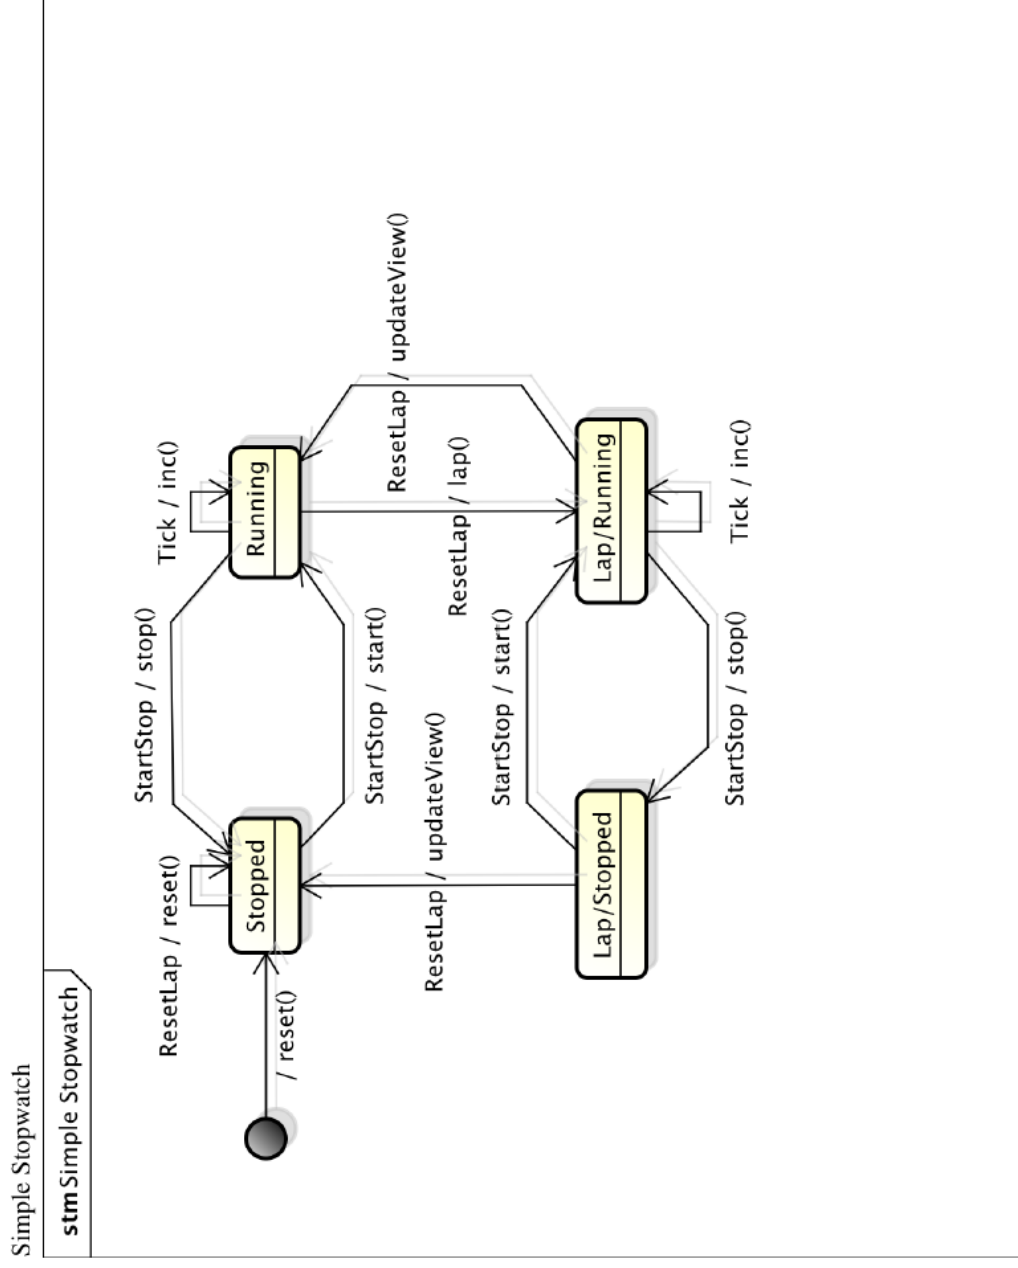 Simple Stopwatch
stm Simple Stopwatch
StartStop / stop()
Tick / inc()
ResetLap / reset()
Stopped
Running
/ reset()
StartStop / start()
ResetLap / updateView()
ResetLap / updateView()
ResetLap / lap()
StartStop / start()
Lap/Stopped
Lap/Running
StartStop / stop()
Tick / inc()